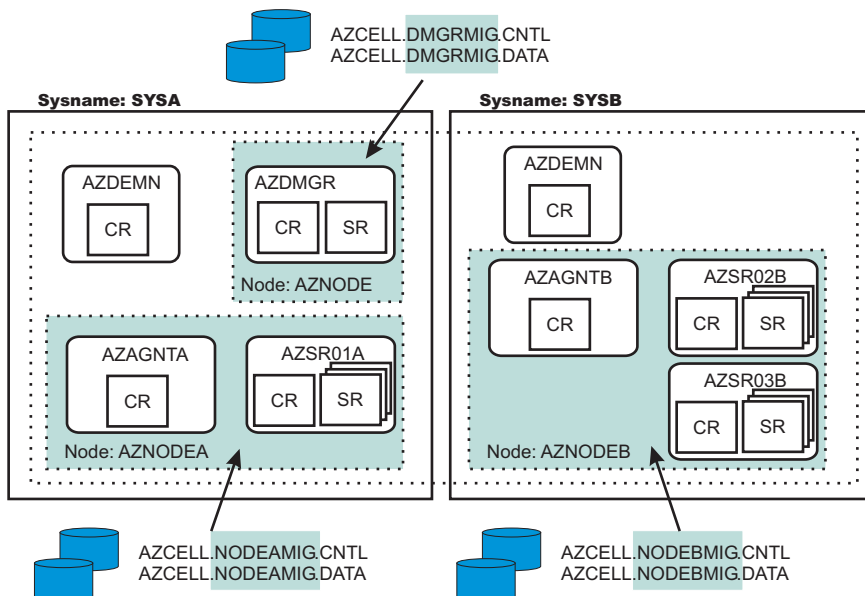 AZCELL.DMGRMIG.CNTL
AZCELL.DMGRMIG.DATA
Sysname: SYSA
Sysname: SYSB
AZDEMN
CR
AZDMGR
CR
SR
Node: AZNODE
AZDEMN
CR
AZAGNTA
CR
AZSR01A
CR
SR
Node: AZNODEA
AZAGNTB
CR
AZSR02B
CR
SR
AZSR03B
CR
SR
Node: AZNODEB
AZCELL.NODEAMIG.CNTL
AZCELL.NODEAMIG.DATA
AZCELL.NODEBMIG.CNTL
AZCELL.NODEBMIG.DATA